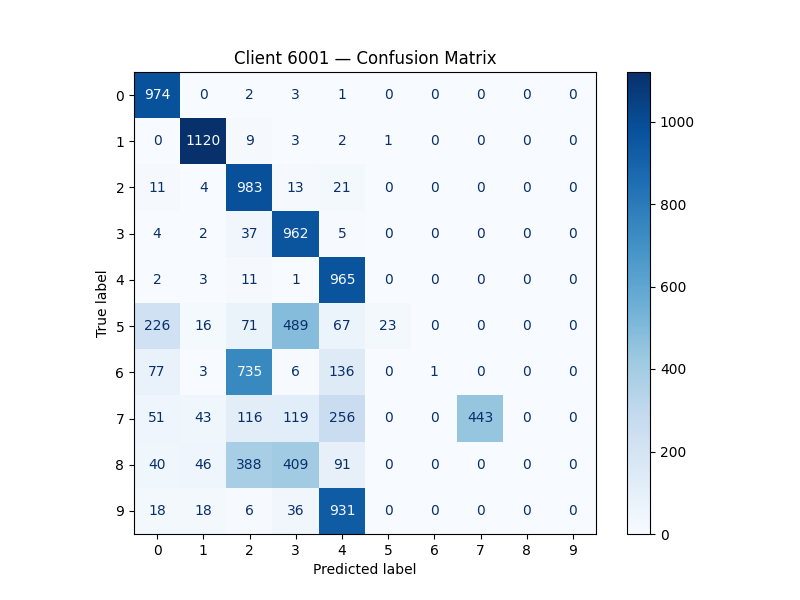 Client 6001 — Confusion Matrix
0 974 0 2 3 1 0 0 0 0 0
1 0 1120 9 3 2 1 0 0 0 0
2 11 4 983 13 21 0 0 0 0 0
3 4 2 37 962 5 0 0 0 0 0
4 2 3 11 1 965 0 0 0 0 0
5 226 16 71 489 67 23 0 0 0 0
6 77 3 735 6 136 0 1 0 0 0
7 51 43 116 119 256 0 0 443 0 0
8 40 46 388 409 91 0 0 0 0 0
9 18 18 6 36 931 0 0 0 0 0
0 1 2 3 4 5 6 7 8 9
Predicted label
True label
1000
800
600
400
200
0